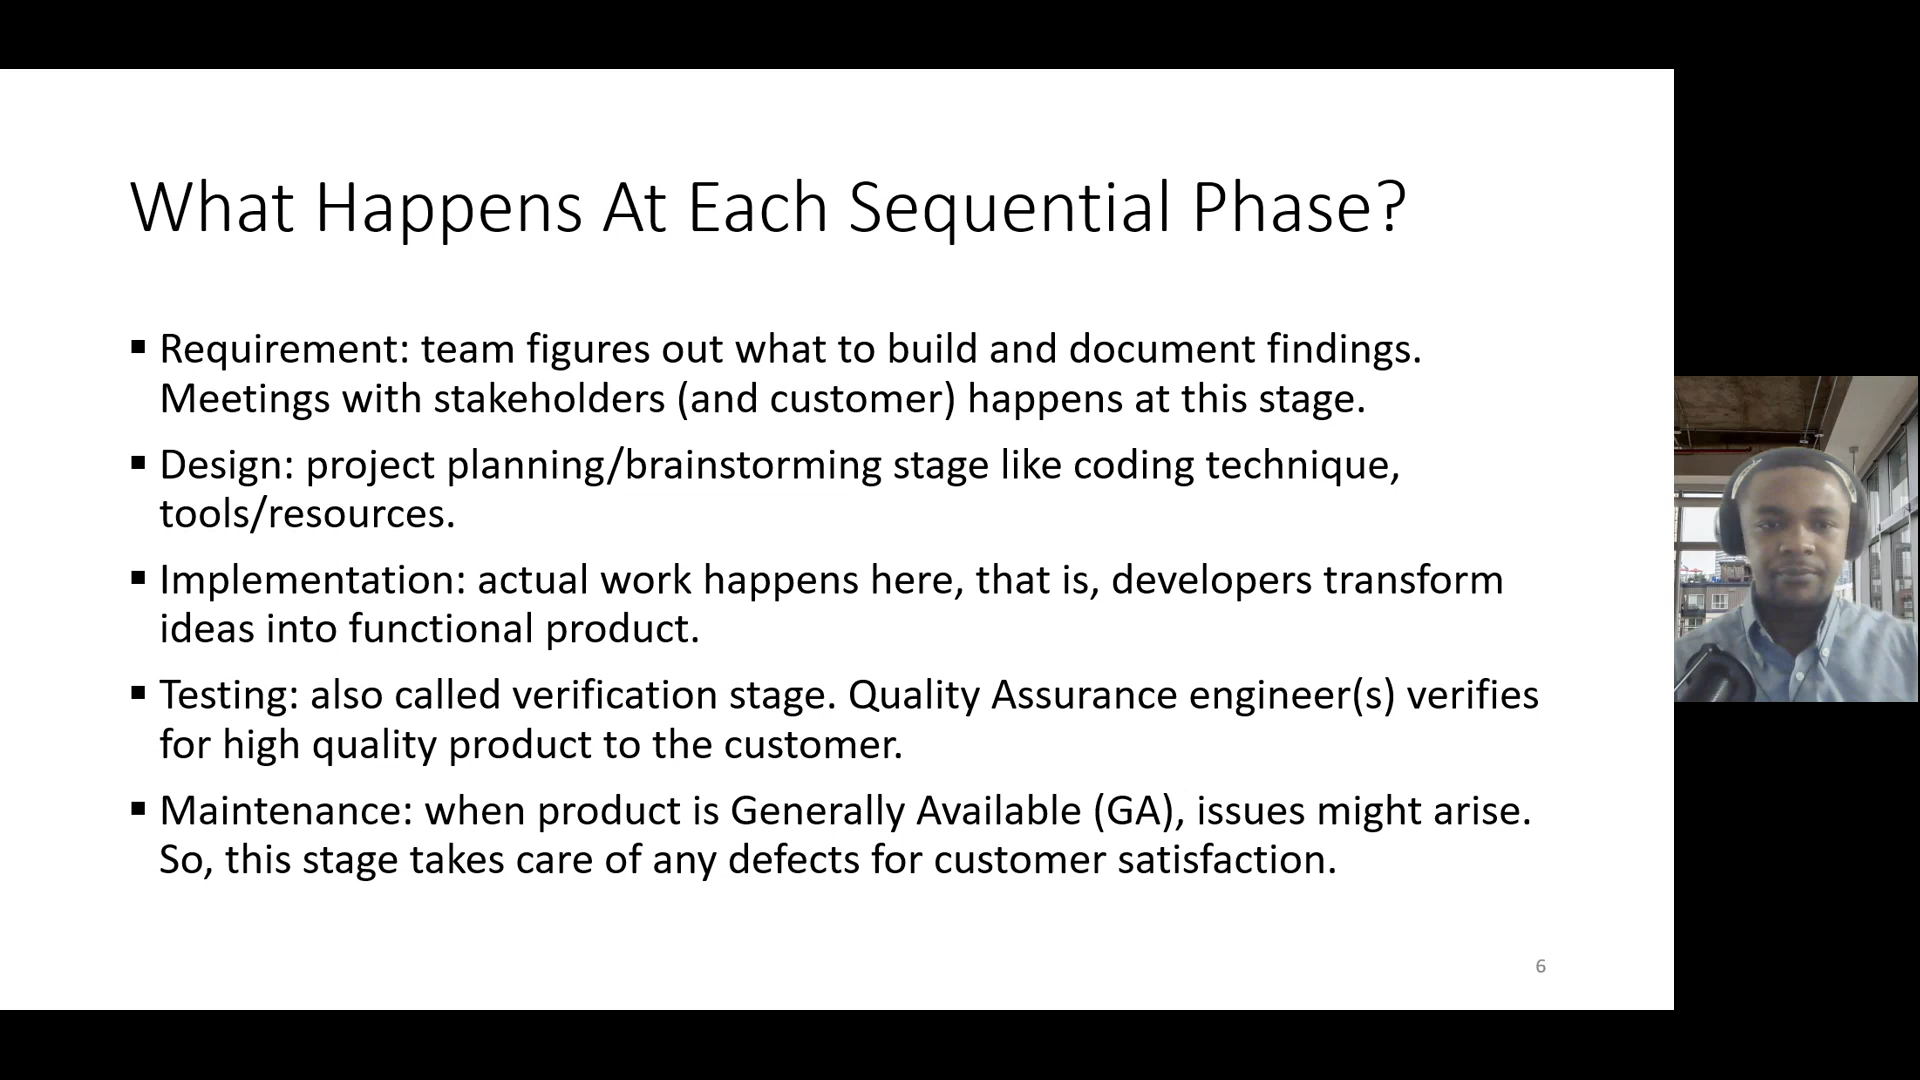 What Happens At Each Sequential Phase?
▪ Requirement: team figures out what to build and document findings.
Meetings with stakeholders (and customer) happens at this stage.
▪ Design: project planning/brainstorming stage like coding technique,
tools/resources.
▪ Implementation: actual work happens here, that is, developers transform
ideas into functional product.
▪ Testing: also called verification stage. Quality Assurance engineer(s) verifies
for high quality product to the customer.
▪ Maintenance: when product is Generally Available (GA), issues might arise.
So, this stage takes care of any defects for customer satisfaction.
6